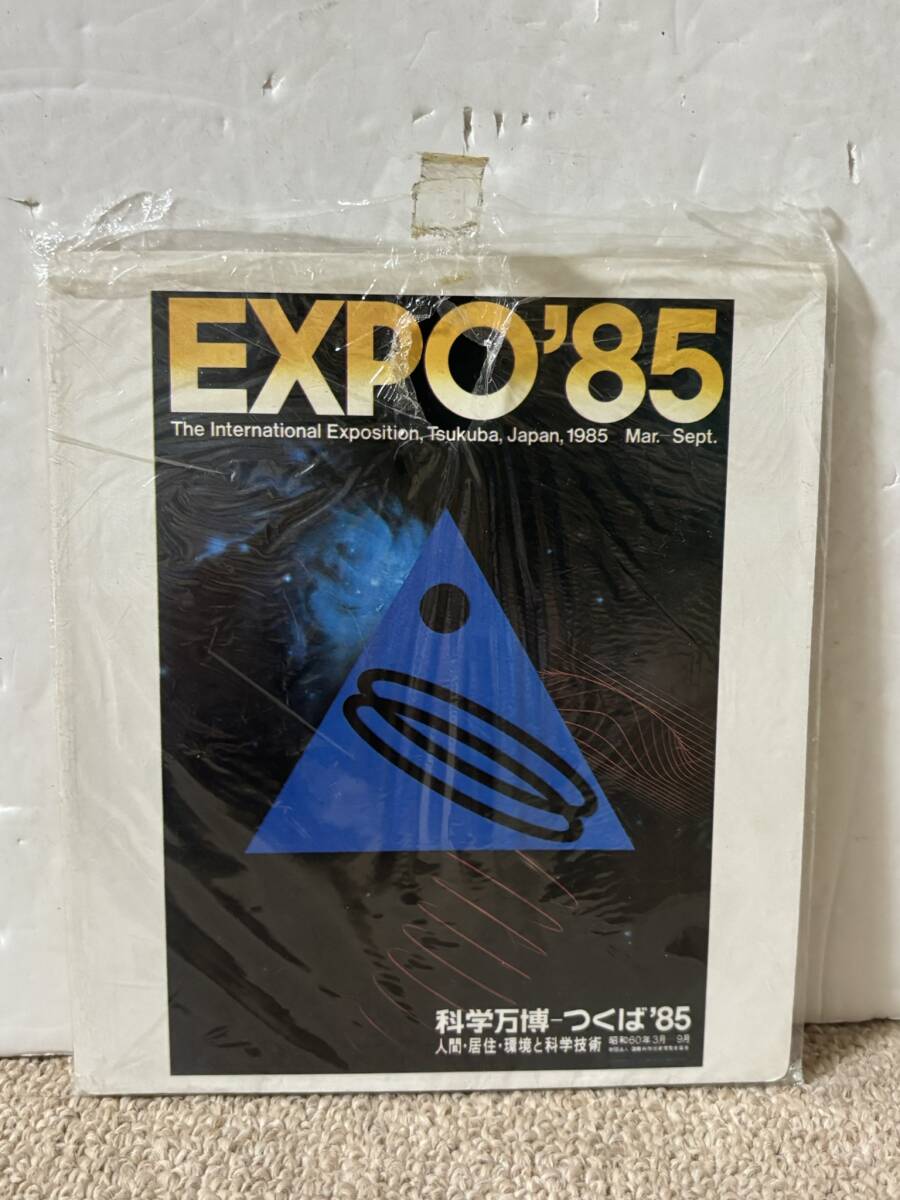 EXPO'85
The International Exposition, Tsukuba, Japan, 1985 Mar. Sept.
科学万博-つくば'85
人間・居住・環境と科学技術 昭和60年3月 9月